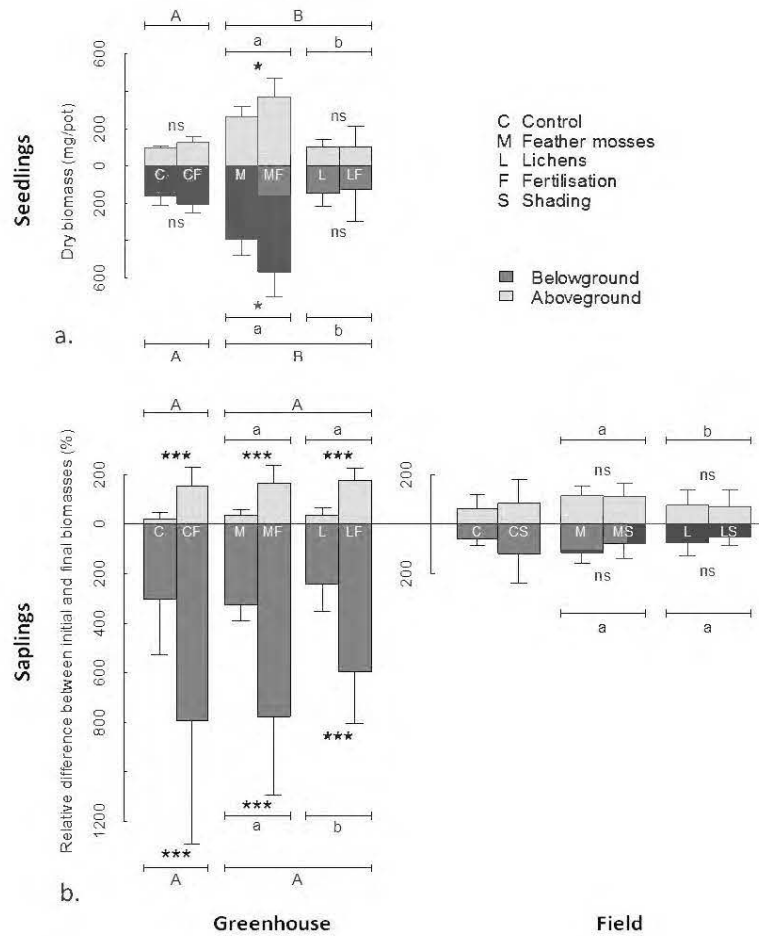 A B
a b
600
*
ns ns
200
0
C CF M MF L LF
200
ns ns
600
*
a b
A B
Seedlings
Dry biomass (mg/pot)
a.
C Control
M Feather mosses
L Lichens
F Fertilisation
S Shading
Belowground
Aboveground
A A
a a a b
*** *** ***
200 200
ns ns
0
C CF M MF L LF C CS M MS L LS
200 200
ns ns
400
a a
600
800
***
***
1200
a b
***
A A
Saplings
Relative difference between initial and final biomasses (%)
b.
Greenhouse Field